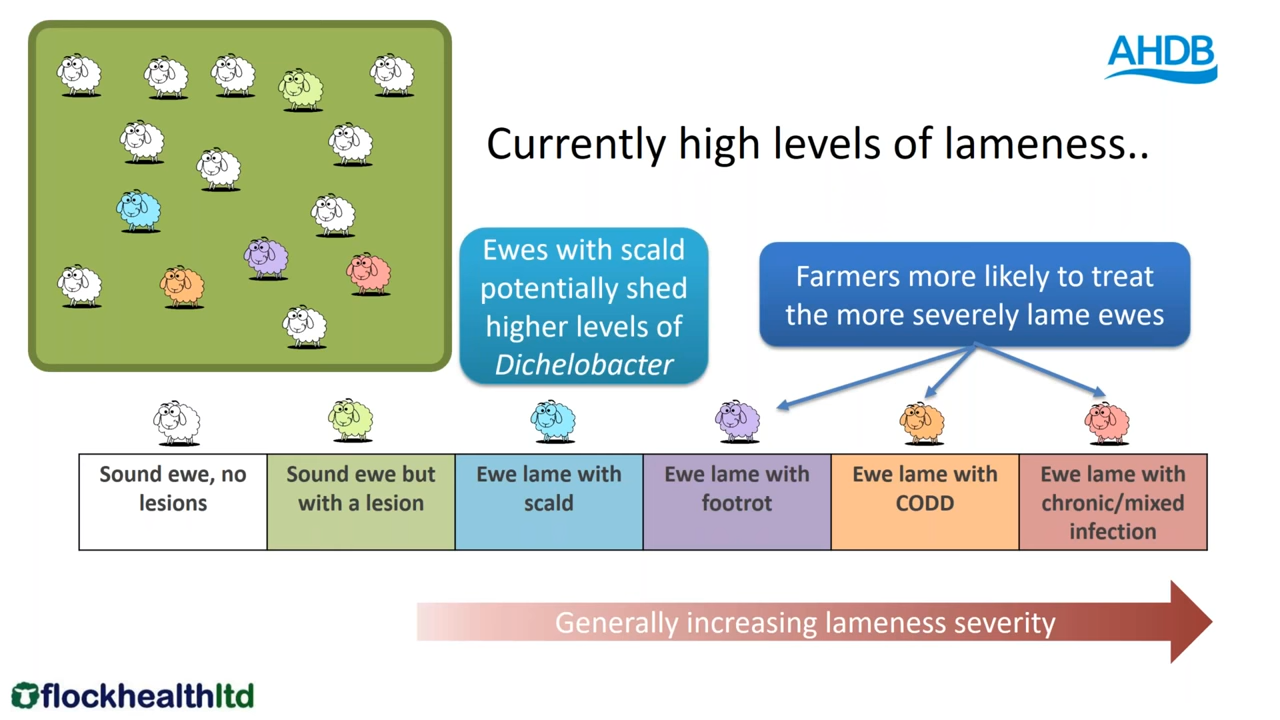 AHDB
Currently high levels of lameness..
Ewes with scald
potentially shed
higher levels of
Dichelobacter
Farmers more likely to treat
the more severely lame ewes
Sound ewe, no
lesions
Sound ewe but
with a lesion
Ewe lame with
scald
Ewe lame with
footrot
Ewe lame with
CODD
Ewe lame with
chronic/mixed
infection
Generally increasing lameness severity
flockhealthltd